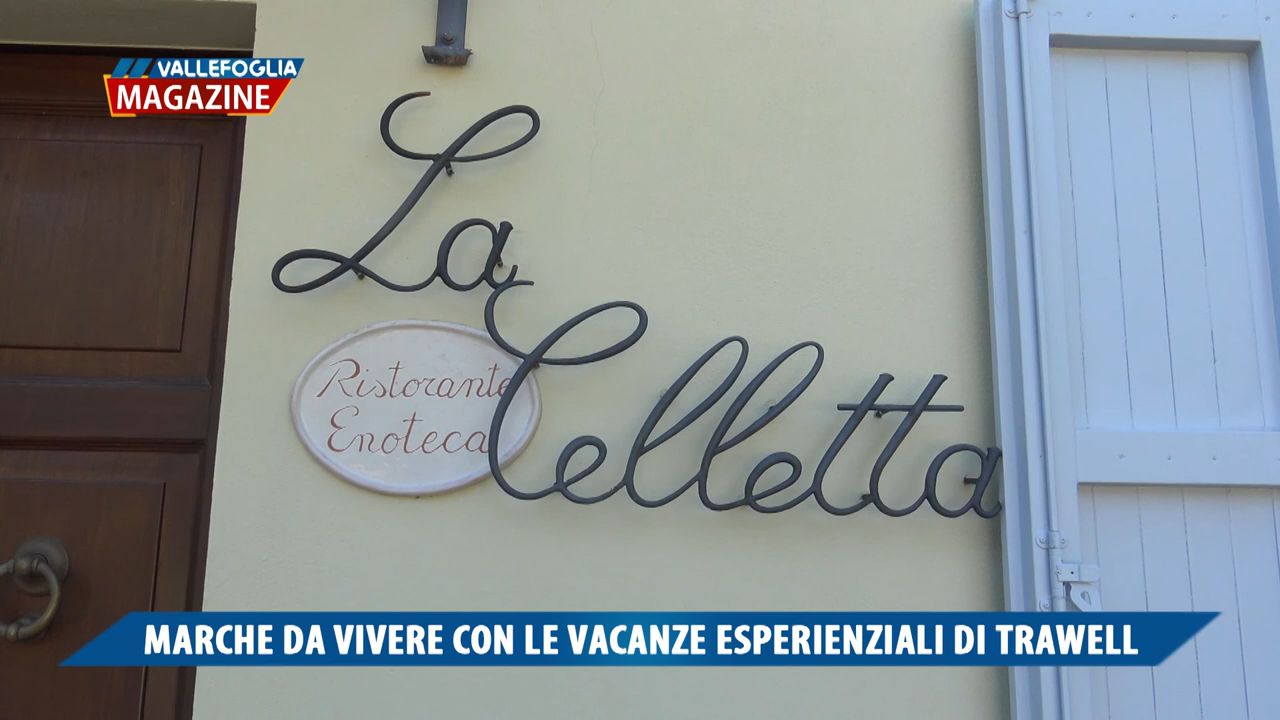 VALLEFOGLIA
MAGAZINE
La
Celletta
Ristorante
Enoteca
MARCHE DA VIVERE CON LE VACANZE ESPERIENZIALI DI TRAWELL